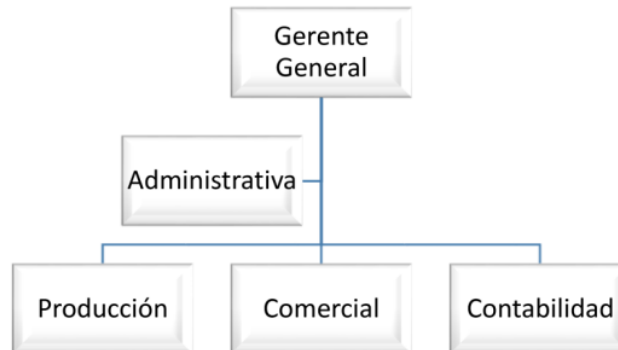 Gerente
General
Administrativa
Producción
Comercial
Contabilidad